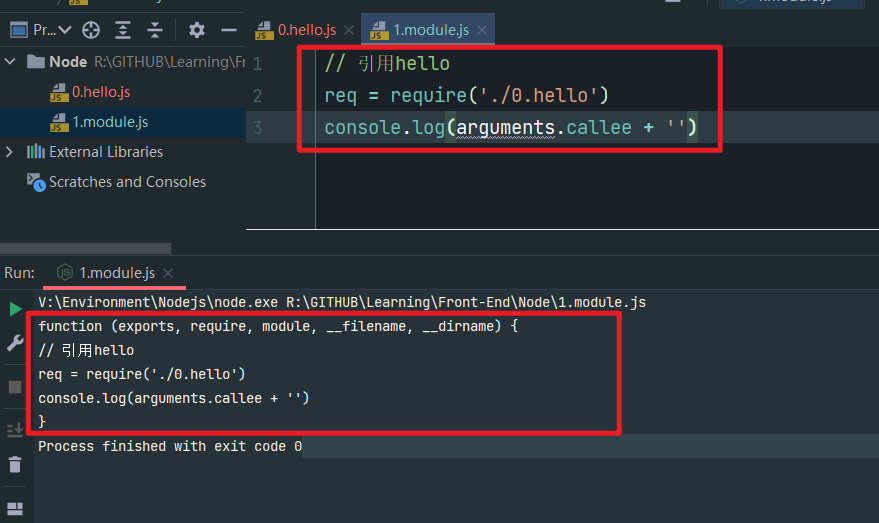 Pr...
0.hello.js
1.module.js
Node R:\GITHUB\Learning\Fr
0.hello.js
1.module.js
External Libraries
Scratches and Consoles
1 // 引用hello
2 req = require('./0.hello')
3 console.log(arguments.callee + '')
Run: 1.module.js
V:\Environment\Nodejs\node.exe R:\GITHUB\Learning\Front-End\Node\1.module.js
function (exports, require, module, __filename, __dirname) {
// 引用hello
req = require('./0.hello')
console.log(arguments.callee + '')
}
Process finished with exit code 0